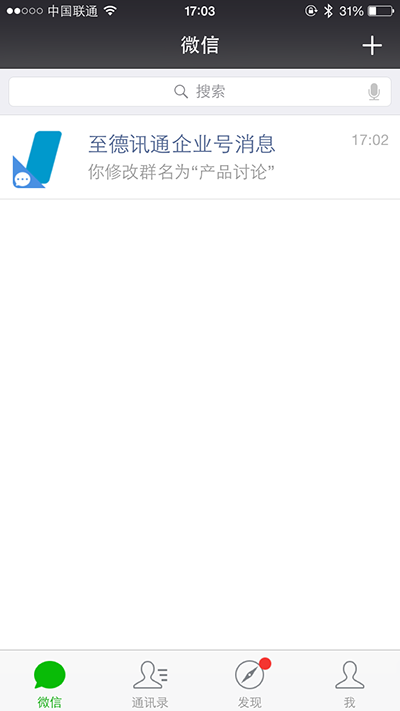 中国联通 17:03 31%
微信
搜索
至德讯通企业号消息 17:02
你修改群名为“产品讨论”
微信 通讯录 发现 我